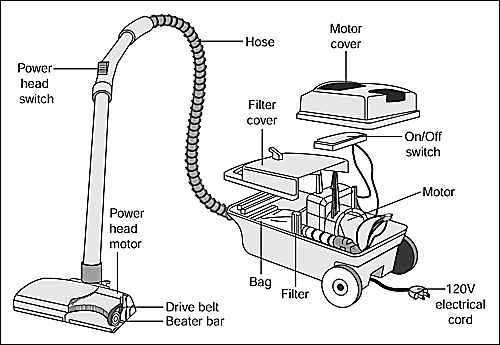 Hose
Motor
cover
Power
head
switch
Filter
cover
On/Off
switch
Motor
Power
head
motor
Bag
Filter
Drive belt
Beater bar
120V
electrical
cord